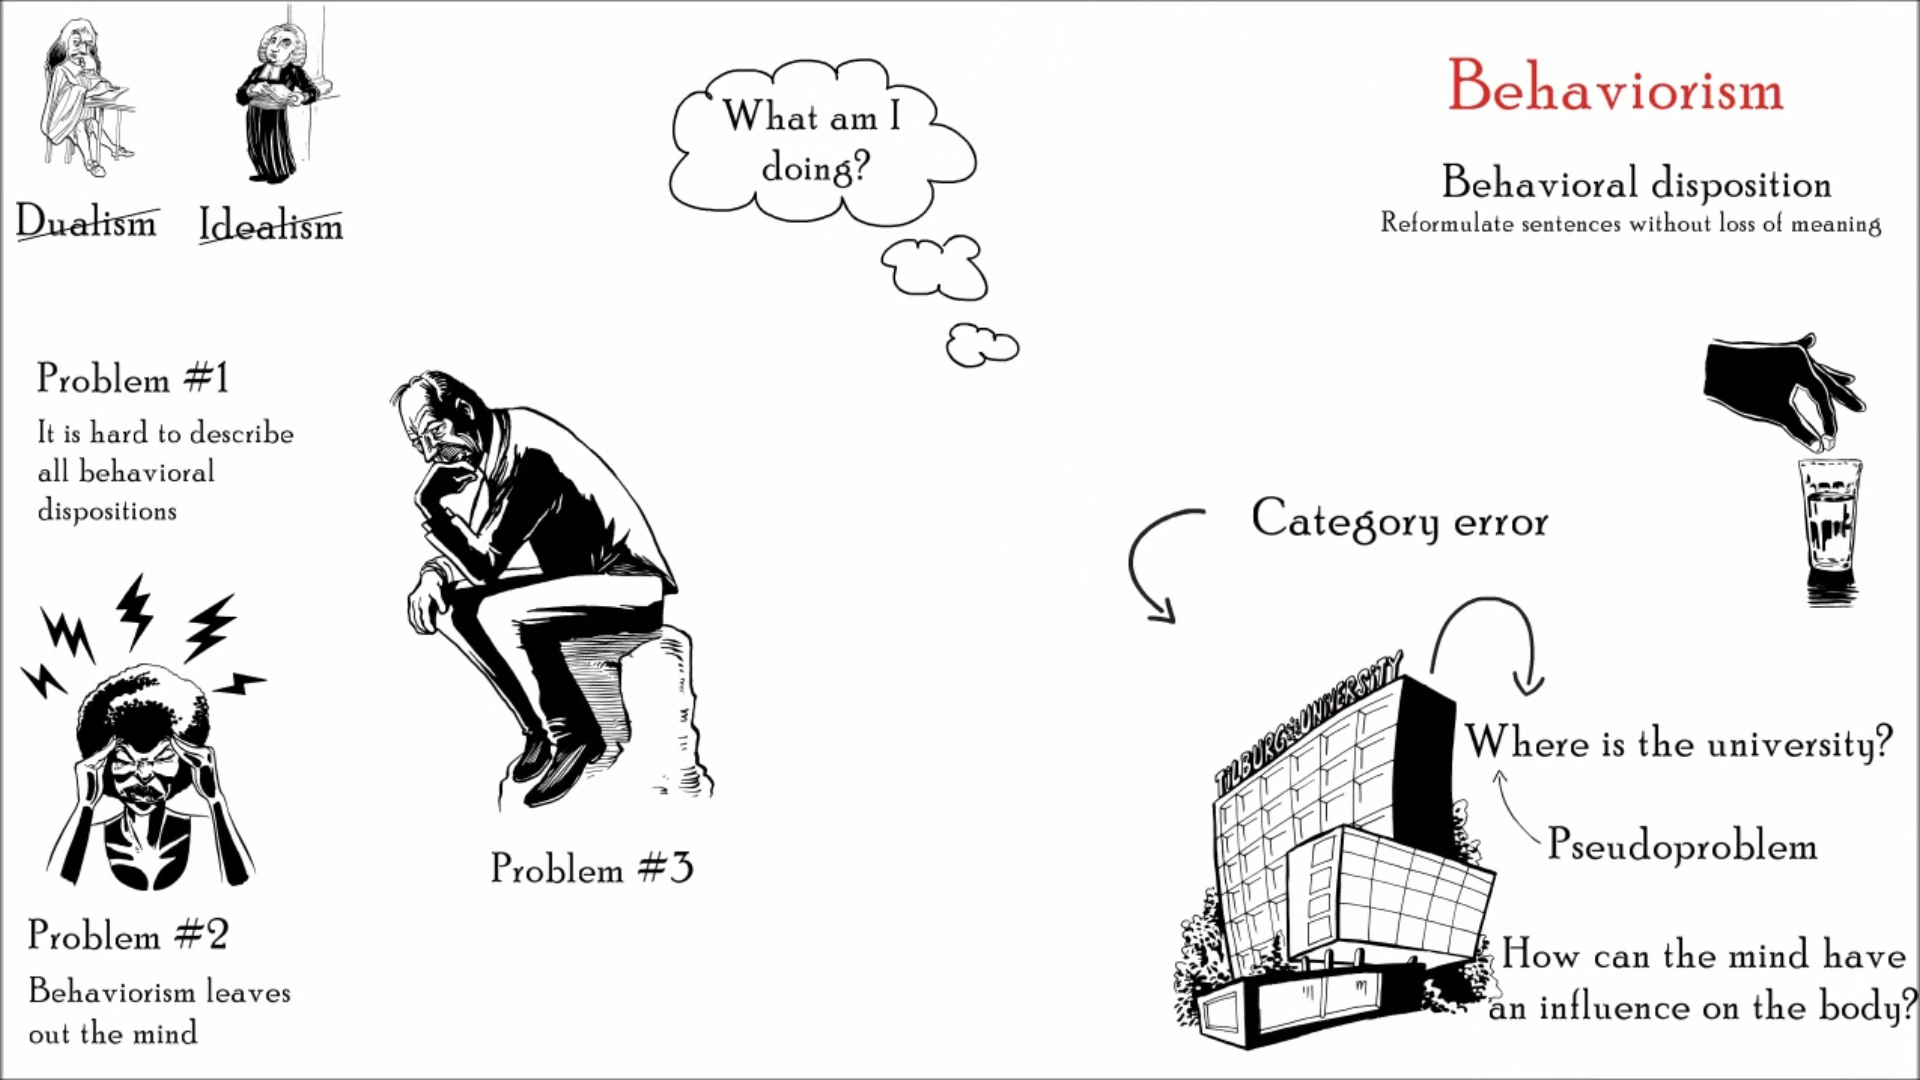 Dualism
Idealism
What am I
doing?
Behaviorism
Behavioral disposition
Reformulate sentences without loss of meaning
Problem #1
It is hard to describe
all behavioral
dispositions
Problem #2
Behaviorism leaves
out the mind
Problem #3
Category error
TILBURG UNIVERSITY
Where is the university?
Pseudoproblem
How can the mind have
an influence on the body?